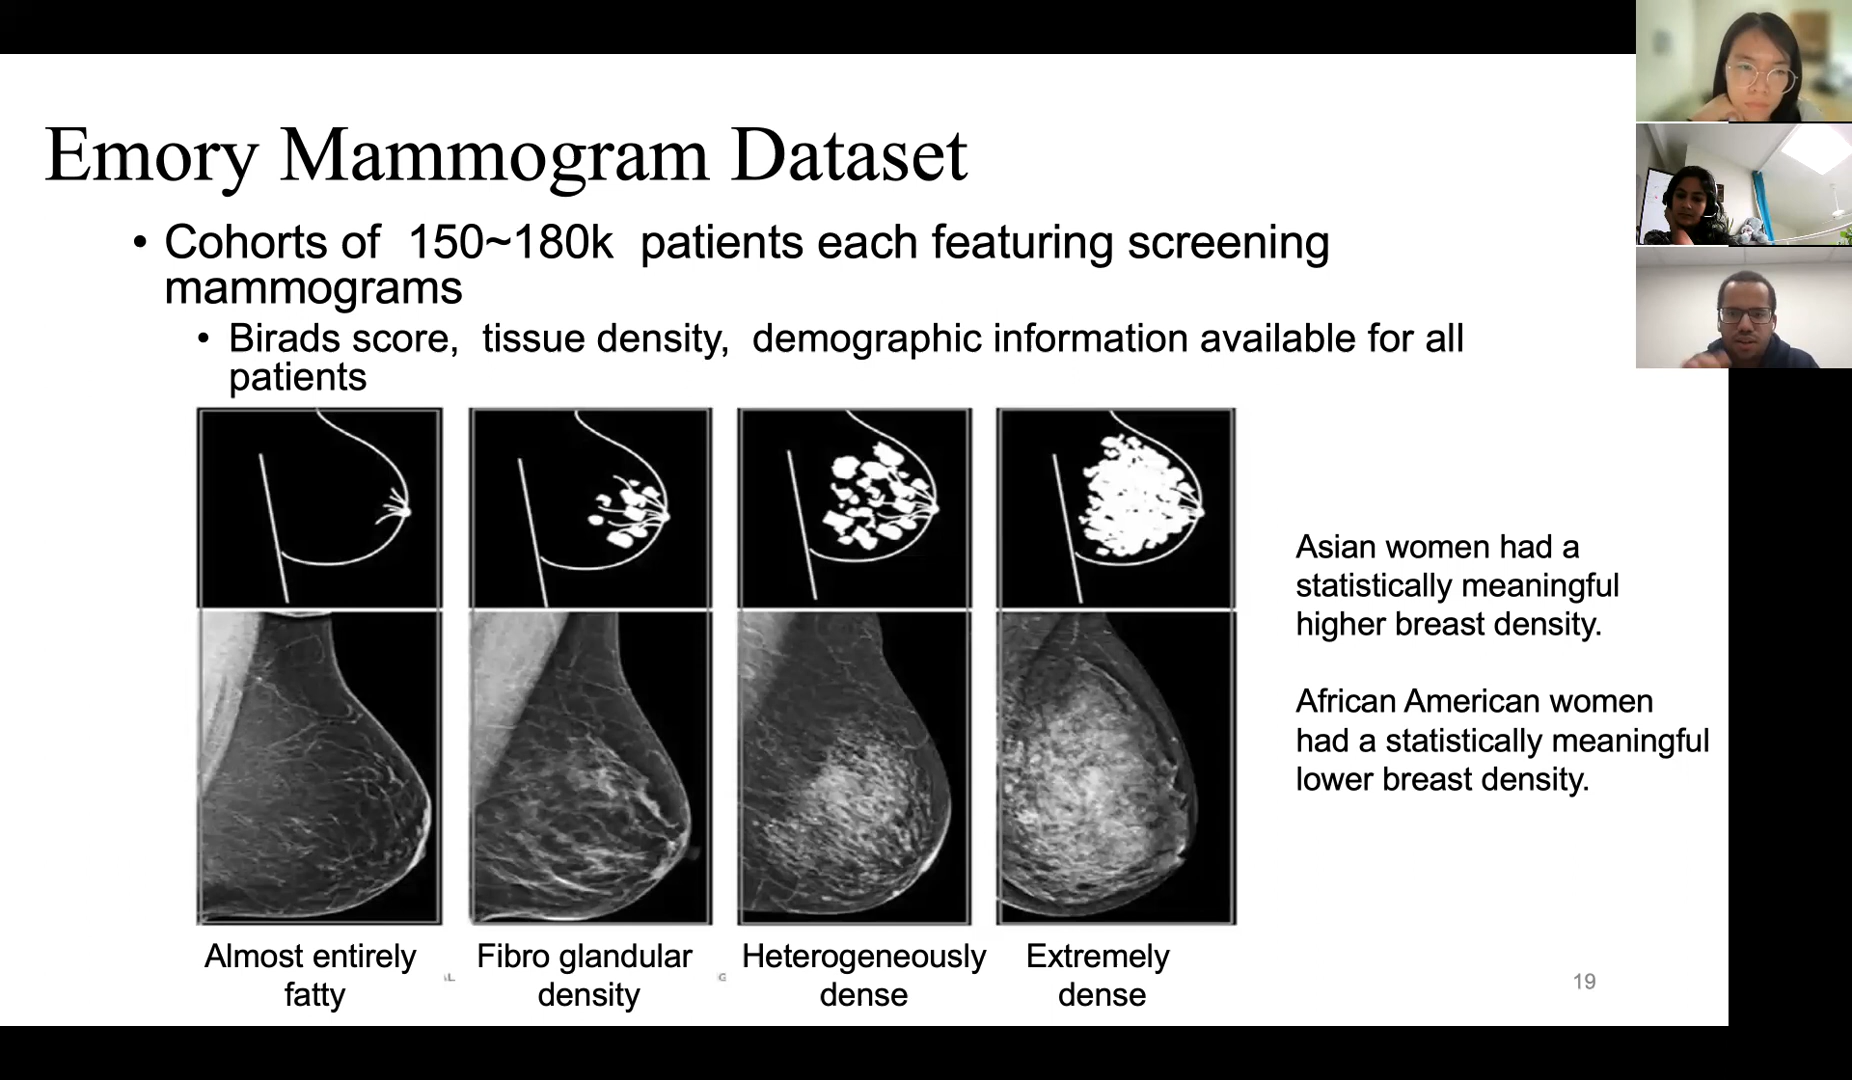 Emory Mammogram Dataset
• Cohorts of 150~180k patients each featuring screening
mammograms
• Birads score, tissue density, demographic information available for all
patients
Asian women had a
statistically meaningful
higher breast density.
African American women
had a statistically meaningful
lower breast density.
Almost entirely
fatty
Fibro glandular
density
Heterogeneously
dense
Extremely
dense
AL
G
19